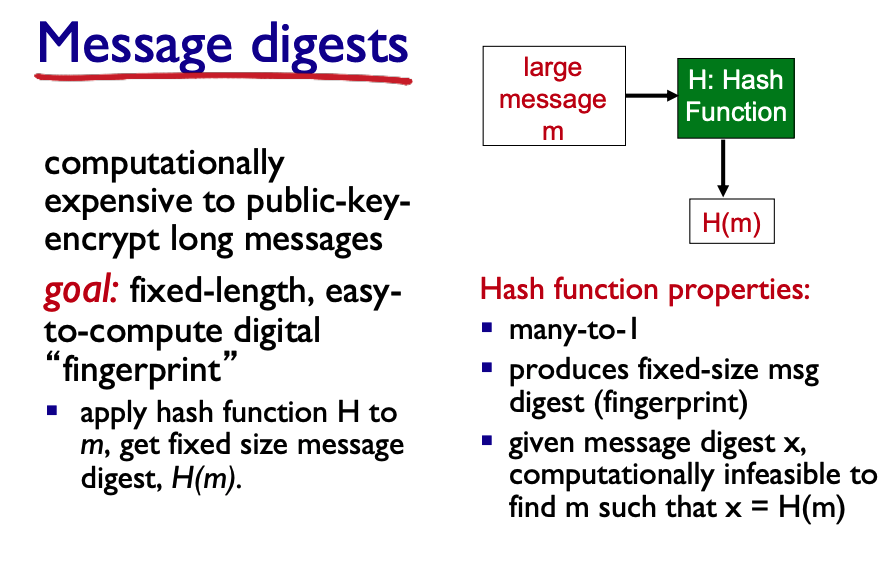 Message digests
computationally
expensive to public-key-
encrypt long messages
goal: fixed-length, easy-
to-compute digital
“fingerprint”
▪ apply hash function H to
m, get fixed size message
digest, H(m).
large
message
m
H: Hash
Function
H(m)
Hash function properties:
▪ many-to-1
▪ produces fixed-size msg
digest (fingerprint)
▪ given message digest x,
computationally infeasible to
find m such that x = H(m)